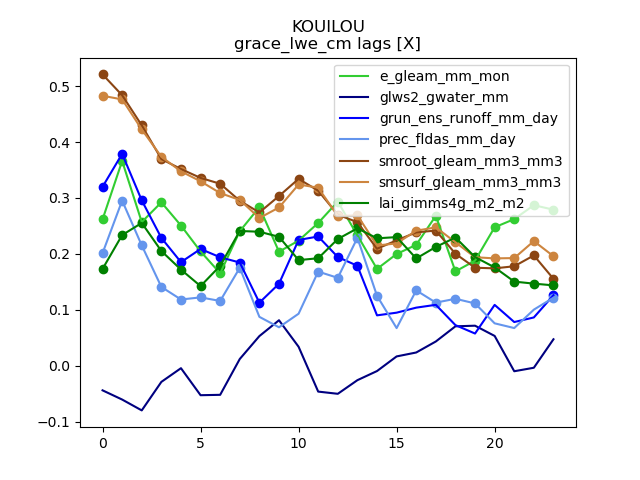 KOUILOU
grace_lwe_cm lags [X]
e_gleam_mm_mon
glws2_gwater_mm
grun_ens_runoff_mm_day
prec_fldas_mm_day
smroot_gleam_mm3_mm3
smsurf_gleam_mm3_mm3
lai_gimms4g_m2_m2
0.5
0.4
0.3
0.2
0.1
0.0
−0.1
0
5
10
15
20